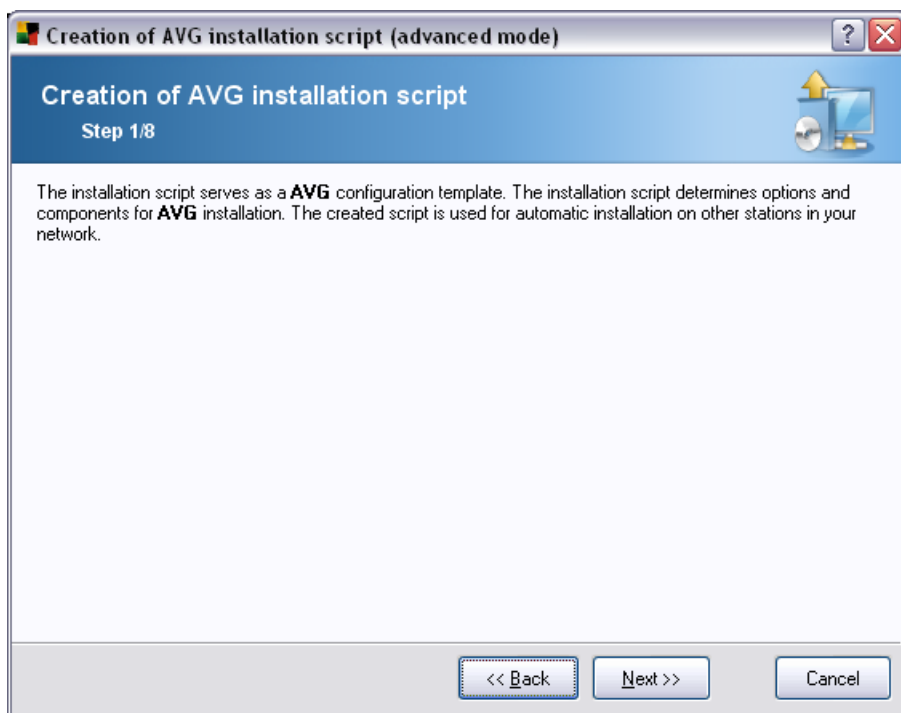 Creation of AVG installation script (advanced mode)
Creation of AVG installation script
Step 1/8
The installation script serves as a AVG configuration template. The installation script determines options and
components for AVG installation. The created script is used for automatic installation on other stations in your
network.
<< Back
Next >>
Cancel